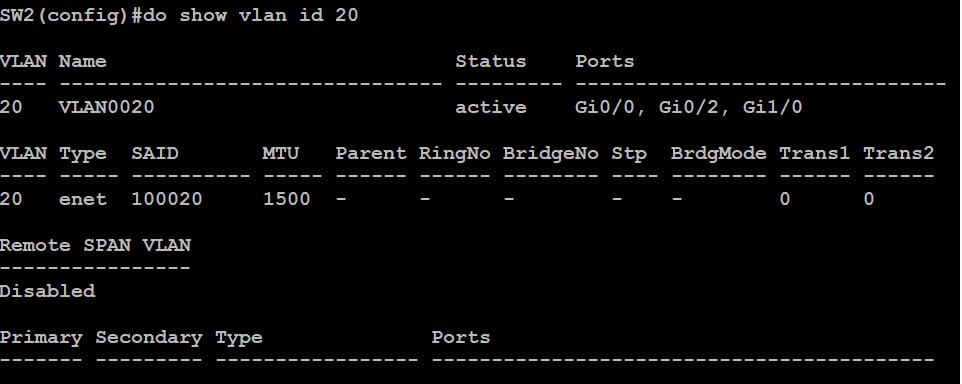 SW2(config)#do show vlan id 20
VLAN Name                             Status    Ports
---- -------------------------------- --------- -------------------------------
20   VLAN0020                         active    Gi0/0, Gi0/2, Gi1/0
VLAN Type  SAID       MTU   Parent RingNo BridgeNo Stp  BrdgMode Trans1 Trans2
---- ----- ---------- ----- ------ ------ -------- ---- -------- ------ ------
20   enet  100020     1500  -      -      -        -    -        0      0
Remote SPAN VLAN
----------------
Disabled
Primary Secondary Type              Ports
------- --------- ----------------- ------------------------------------------